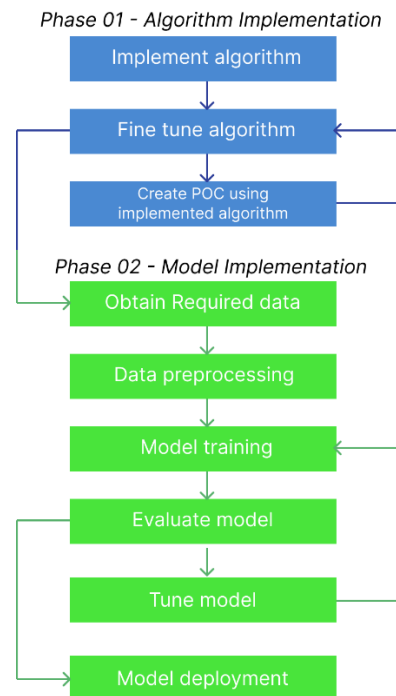 Phase 01 - Algorithm Implementation
Implement algorithm
Fine tune algorithm
Create POC using
implemented algorithm
Phase 02 - Model Implementation
Obtain Required data
Data preprocessing
Model training
Evaluate model
Tune model
Model deployment